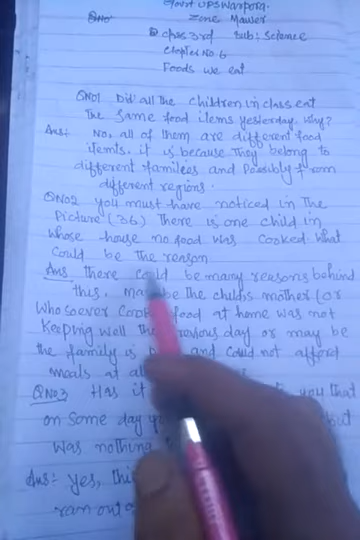 Govt UPS Warpora.
Zone Mawer
class 3rd Sub: Science
Chapter No. 6
Foods we eat
QNo1 Did all the children in class eat
the same food items yesterday. Why?
Ans: No, all of them are different food
items. it is because they belong to
different families and possibly from
different regions.
QNo2 You must have noticed in the
Picture (36) There is one child in
whose house no food was cooked what
could be the reason
Ans there could be many reasons behind
this. may be the child's mother (or
whosoever cooks food at home was not
keeping well the previous day or may be
the family is and could not afford
meals at all
QNo3 Has it you that
on some day but
was nothing
Ans:- yes, this
ran out